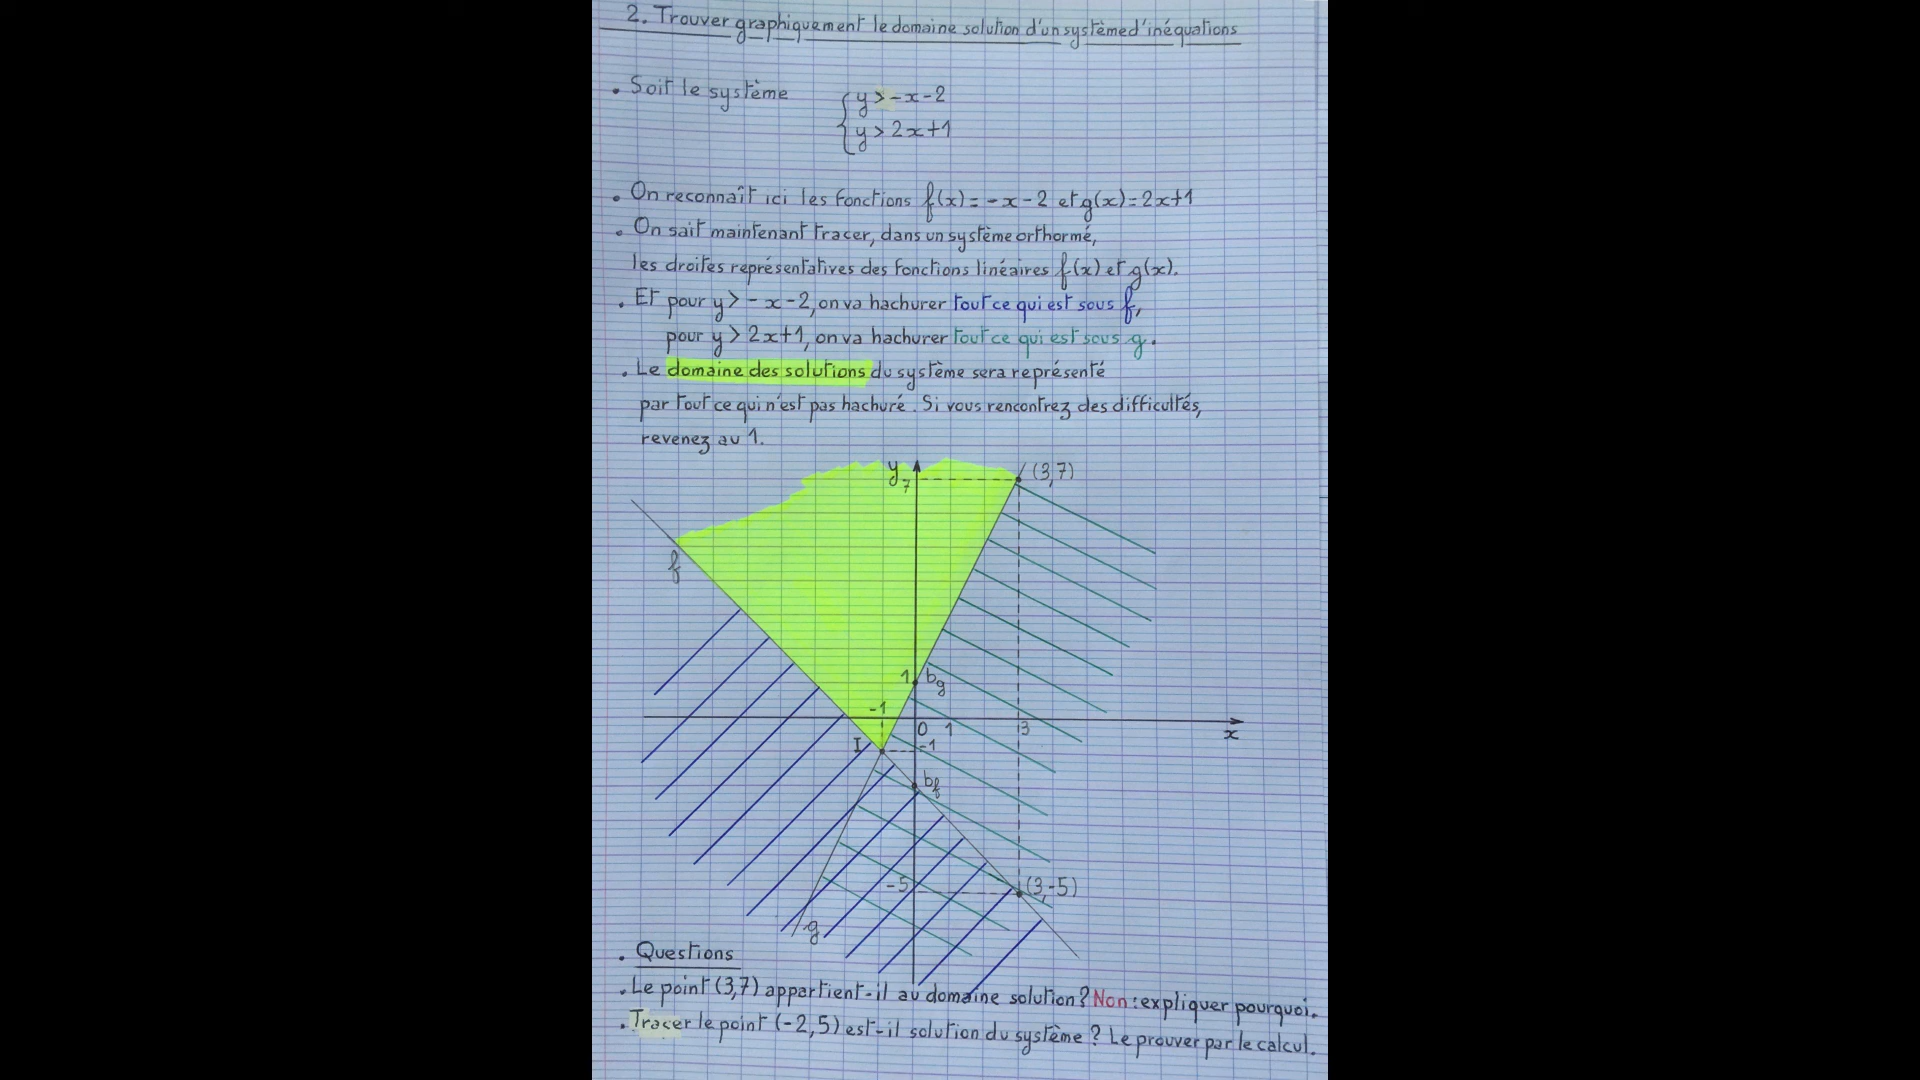 2. Trouver graphiquement le domaine solution d'un système d'inéquations
. Soit le système
y > -x-2
y > 2x+1
. On reconnaît ici les fonctions f(x) = -x-2 et g(x) = 2x+1
. On sait maintenant tracer, dans un système orthormé,
les droites représentatives des fonctions linéaires f(x) et g(x).
. Et pour y > -x-2, on va hachurer tout ce qui est sous f,
pour y > 2x+1, on va hachurer tout ce qui est sous g.
. Le domaine des solutions du système sera représenté
par tout ce qui n'est pas hachuré. Si vous rencontrez des difficultés,
revenez au 1.
y
7
(3,7)
f
1
bg
-1
0
1
3
x
I
-1
bf
-5
(3,-5)
g
. Questions
. Le point (3,7) appartient-il au domaine solution ? Non : expliquer pourquoi.
. Tracer le point (-2,5) est-il solution du système ? Le prouver par le calcul.